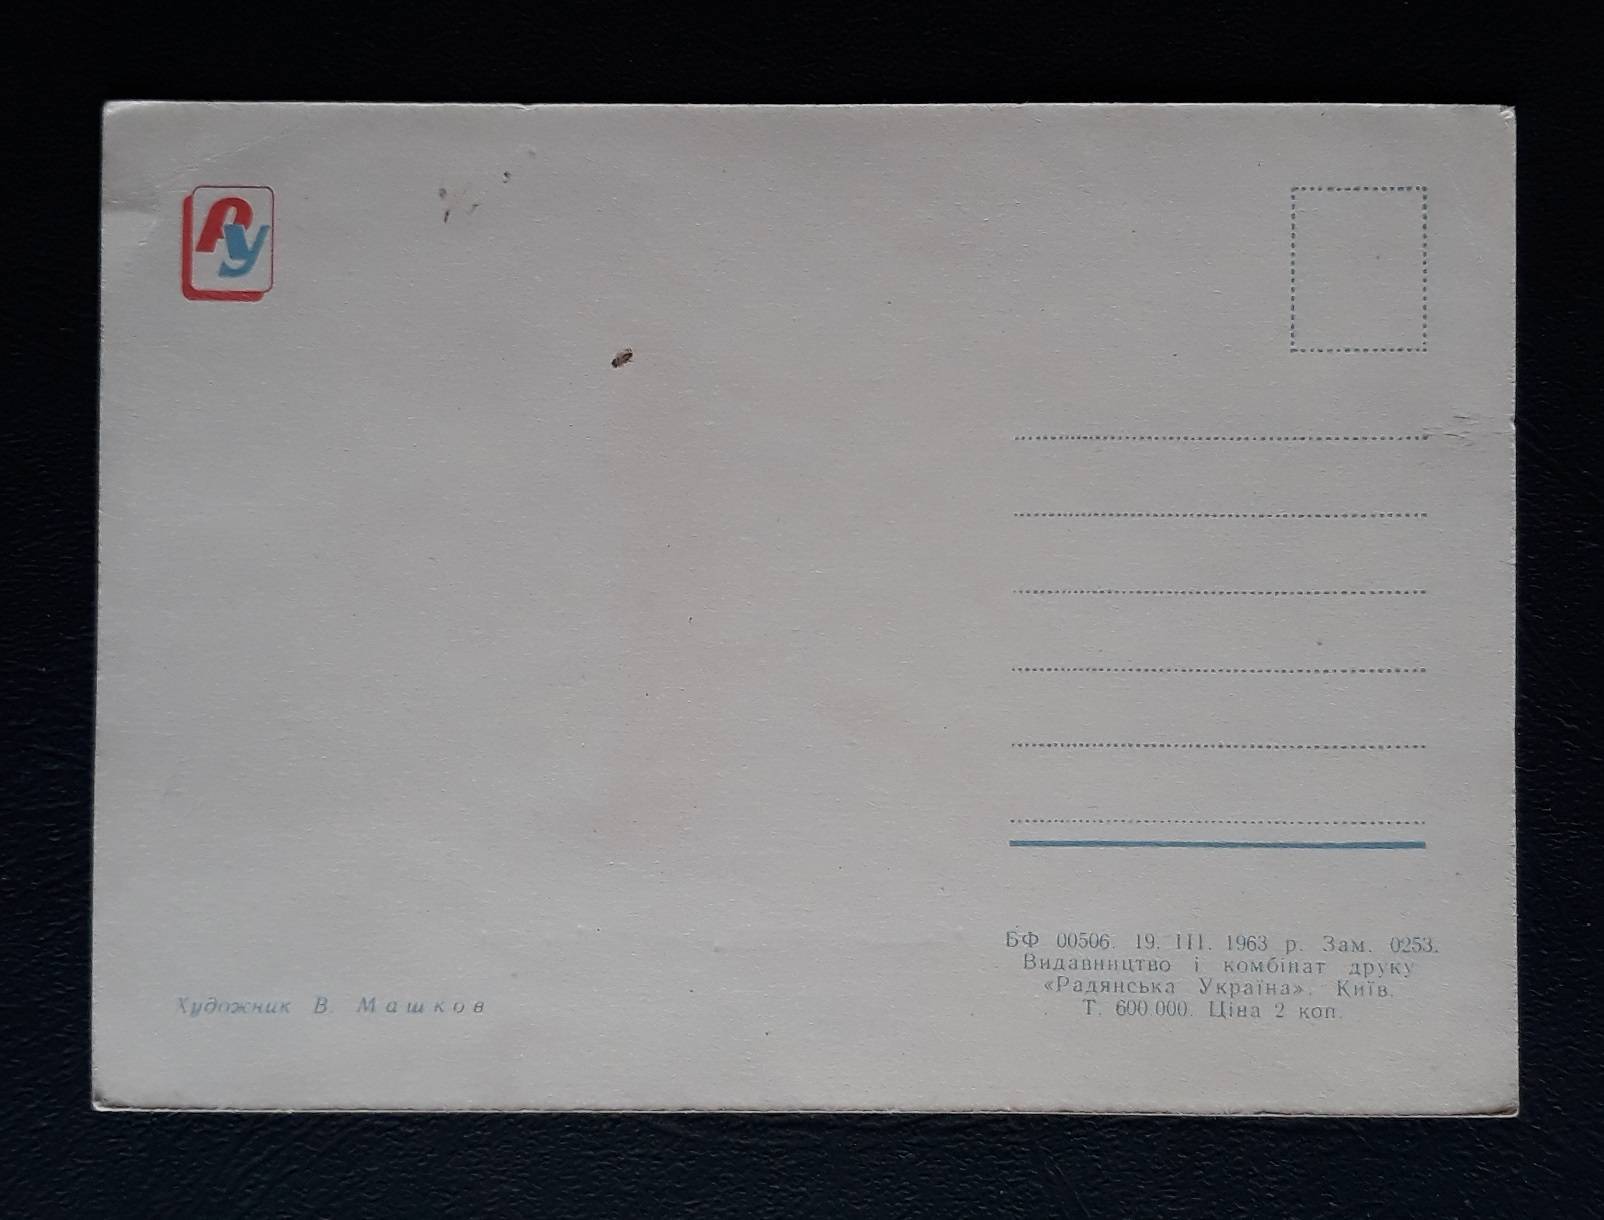 РУ
БФ 00506. 19. III. 1963 р. Зам. 0253.
Видавництво і комбінат друку
«Радянська Україна». Київ.
Т. 600.000. Ціна 2 коп.
Художник В. Машков